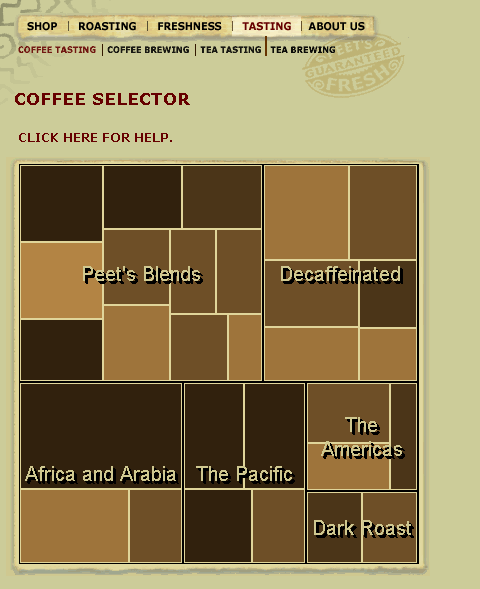 SHOP | ROASTING | FRESHNESS | TASTING | ABOUT US
COFFEE TASTING | COFFEE BREWING | TEA TASTING | TEA BREWING
PEET'S
GUARANTEED
FRESH
COFFEE SELECTOR
CLICK HERE FOR HELP.
Peet's Blends
Decaffeinated
Africa and Arabia
The Pacific
The
Americas
Dark Roast